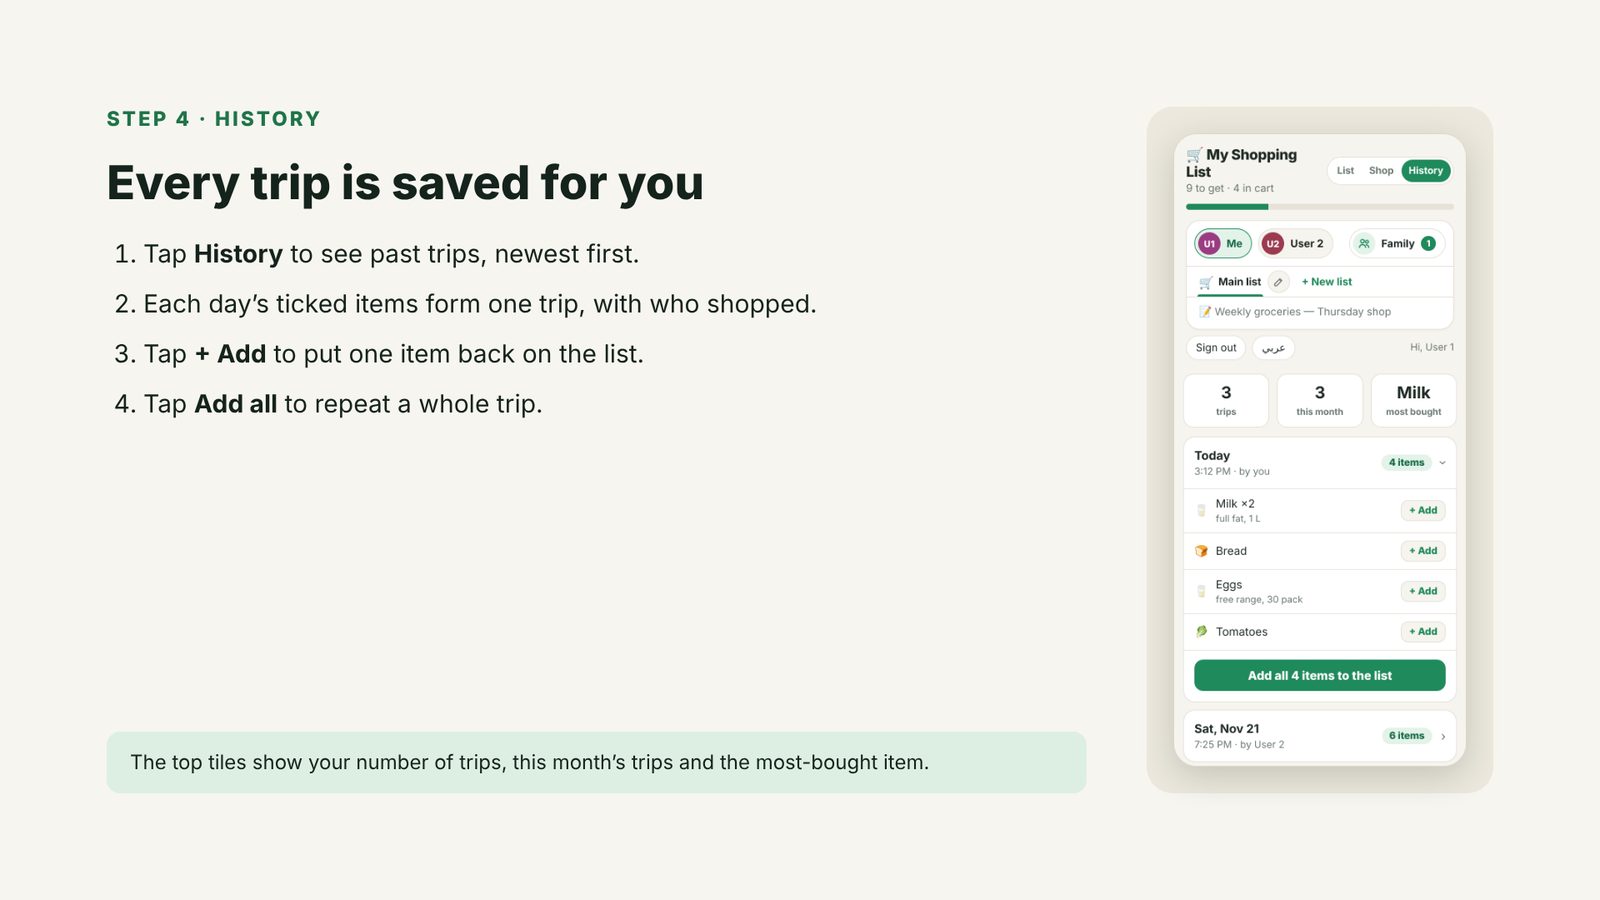 STEP 4 · HISTORY
Every trip is saved for you
1. Tap History to see past trips, newest first.
2. Each day’s ticked items form one trip, with who shopped.
3. Tap + Add to put one item back on the list.
4. Tap Add all to repeat a whole trip.
The top tiles show your number of trips, this month’s trips and the most-bought item.
🛒 My Shopping
List
9 to get · 4 in cart
List Shop History
U1 Me U2 User 2 Family 1
🛒 Main list + New list
📝 Weekly groceries — Thursday shop
Sign out عربي Hi, User 1
3 3 Milk
trips this month most bought
Today
3:12 PM · by you
4 items
Milk ×2
full fat, 1 L
+ Add
Bread + Add
Eggs
free range, 30 pack
+ Add
Tomatoes + Add
Add all 4 items to the list
Sat, Nov 21
7:25 PM · by User 2
6 items